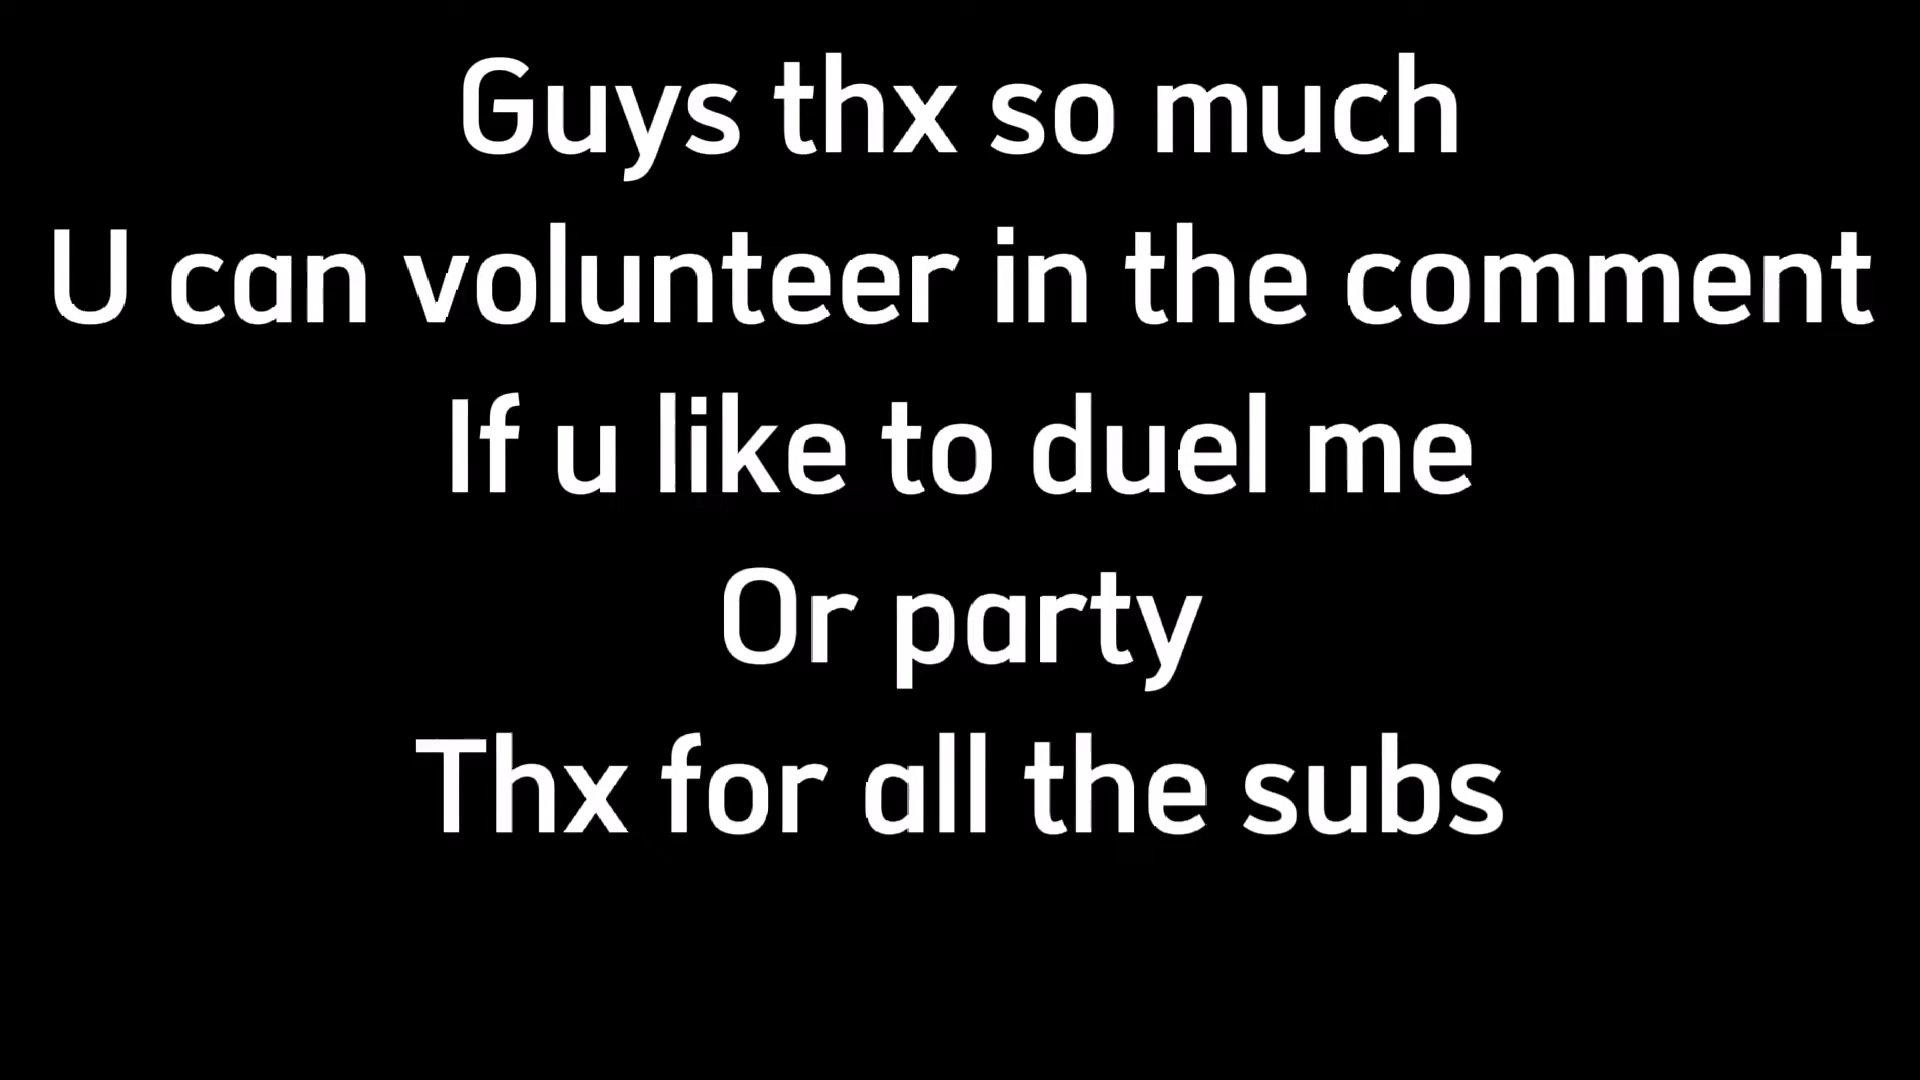 Guys thx so much
U can volunteer in the comment
If u like to duel me
Or party
Thx for all the subs